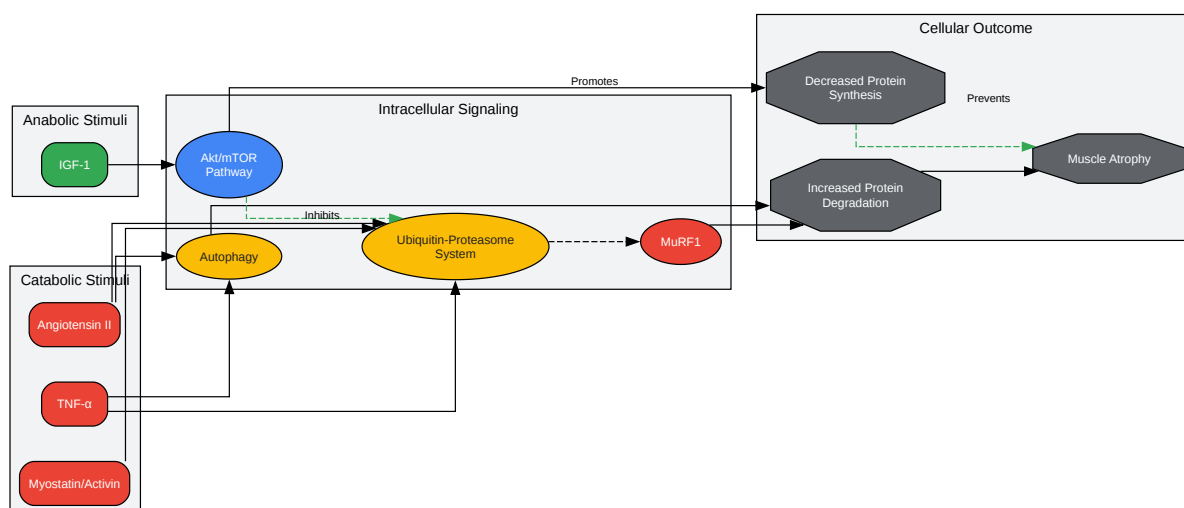 Cellular Outcome
Decreased Protein
Synthesis
Promotes
Prevents
Intracellular Signaling
Anabolic Stimuli
IGF-1
Akt/mTOR
Pathway
Muscle Atrophy
Increased Protein
Degradation
Inhibits
Ubiquitin-Proteasome
System
MuRF1
Autophagy
Catabolic Stimuli
Angiotensin II
TNF-α
Myostatin/Activin